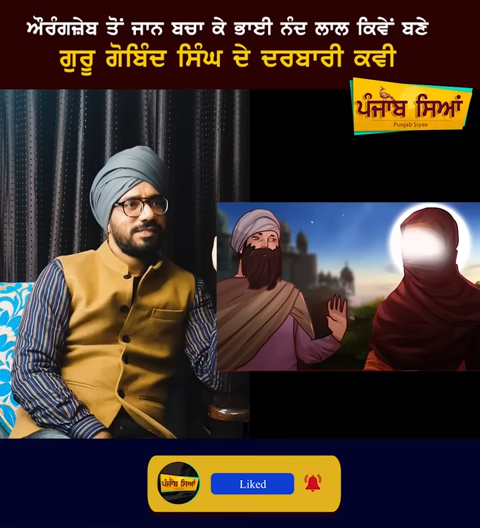 ਔਰੰਗਜ਼ੇਬ ਤੋਂ ਜਾਨ ਬਚਾ ਕੇ ਭਾਈ ਨੰਦ ਲਾਲ ਕਿਵੇਂ ਬਣੇ
ਗੁਰੂ ਗੋਬਿੰਦ ਸਿੰਘ ਦੇ ਦਰਬਾਰੀ ਕਵੀ
ਪੰਜਾਬ ਸਿਆਂ
Punjab Siyan
ਪੰਜਾਬ ਸਿਆਂ
Liked